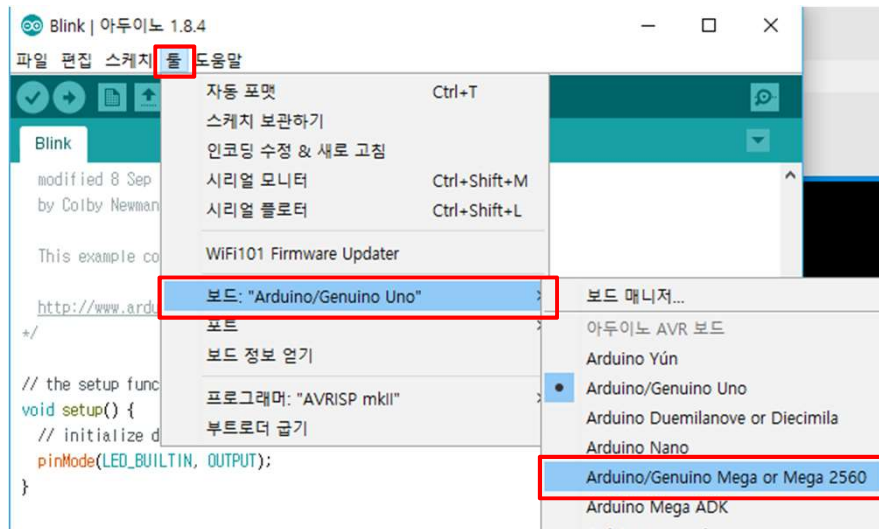 Blink | 아두이노 1.8.4
파일 편집 스케치 툴 도움말
Blink
modified 8 Sep
by Colby Newman
This example co
http://www.ardu
*/
// the setup func
void setup() {
// initialize d
pinMode(LED_BUILTIN, OUTPUT);
}
자동 포맷 Ctrl+T
스케치 보관하기
인코딩 수정 & 새로 고침
시리얼 모니터 Ctrl+Shift+M
시리얼 플로터 Ctrl+Shift+L
WiFi101 Firmware Updater
보드: "Arduino/Genuino Uno"
포트
보드 정보 얻기
프로그래머: "AVRISP mkII"
부트로더 굽기
보드 매니저...
아두이노 AVR 보드
Arduino Yún
Arduino/Genuino Uno
Arduino Duemilanove or Diecimila
Arduino Nano
Arduino/Genuino Mega or Mega 2560
Arduino Mega ADK